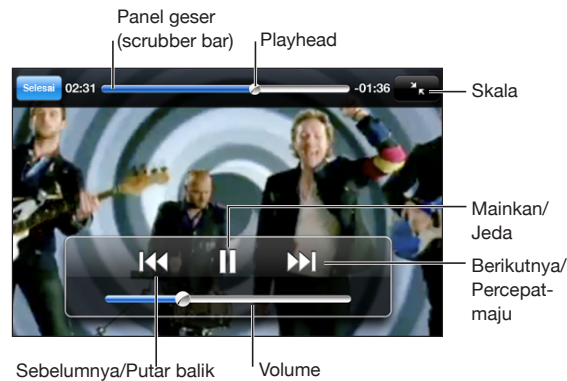 Panel geser
(scrubber bar)
Playhead
Selesai
02:31
-01:36
Skala
Mainkan/
Jeda
Berikutnya/
Percepat-
maju
Sebelumnya/Putar balik
Volume